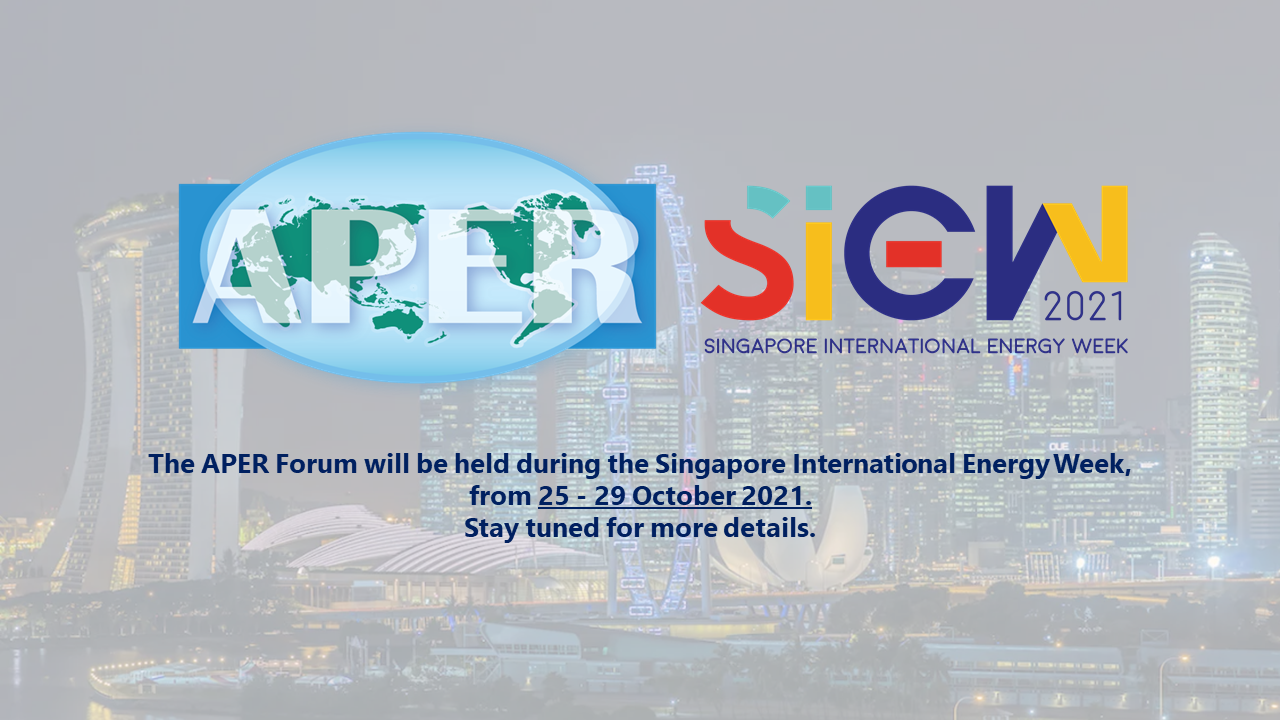 APER
SiEW
2021
SINGAPORE INTERNATIONAL ENERGY WEEK
The APER Forum will be held during the Singapore International Energy Week,
from 25 - 29 October 2021.
Stay tuned for more details.
OUE